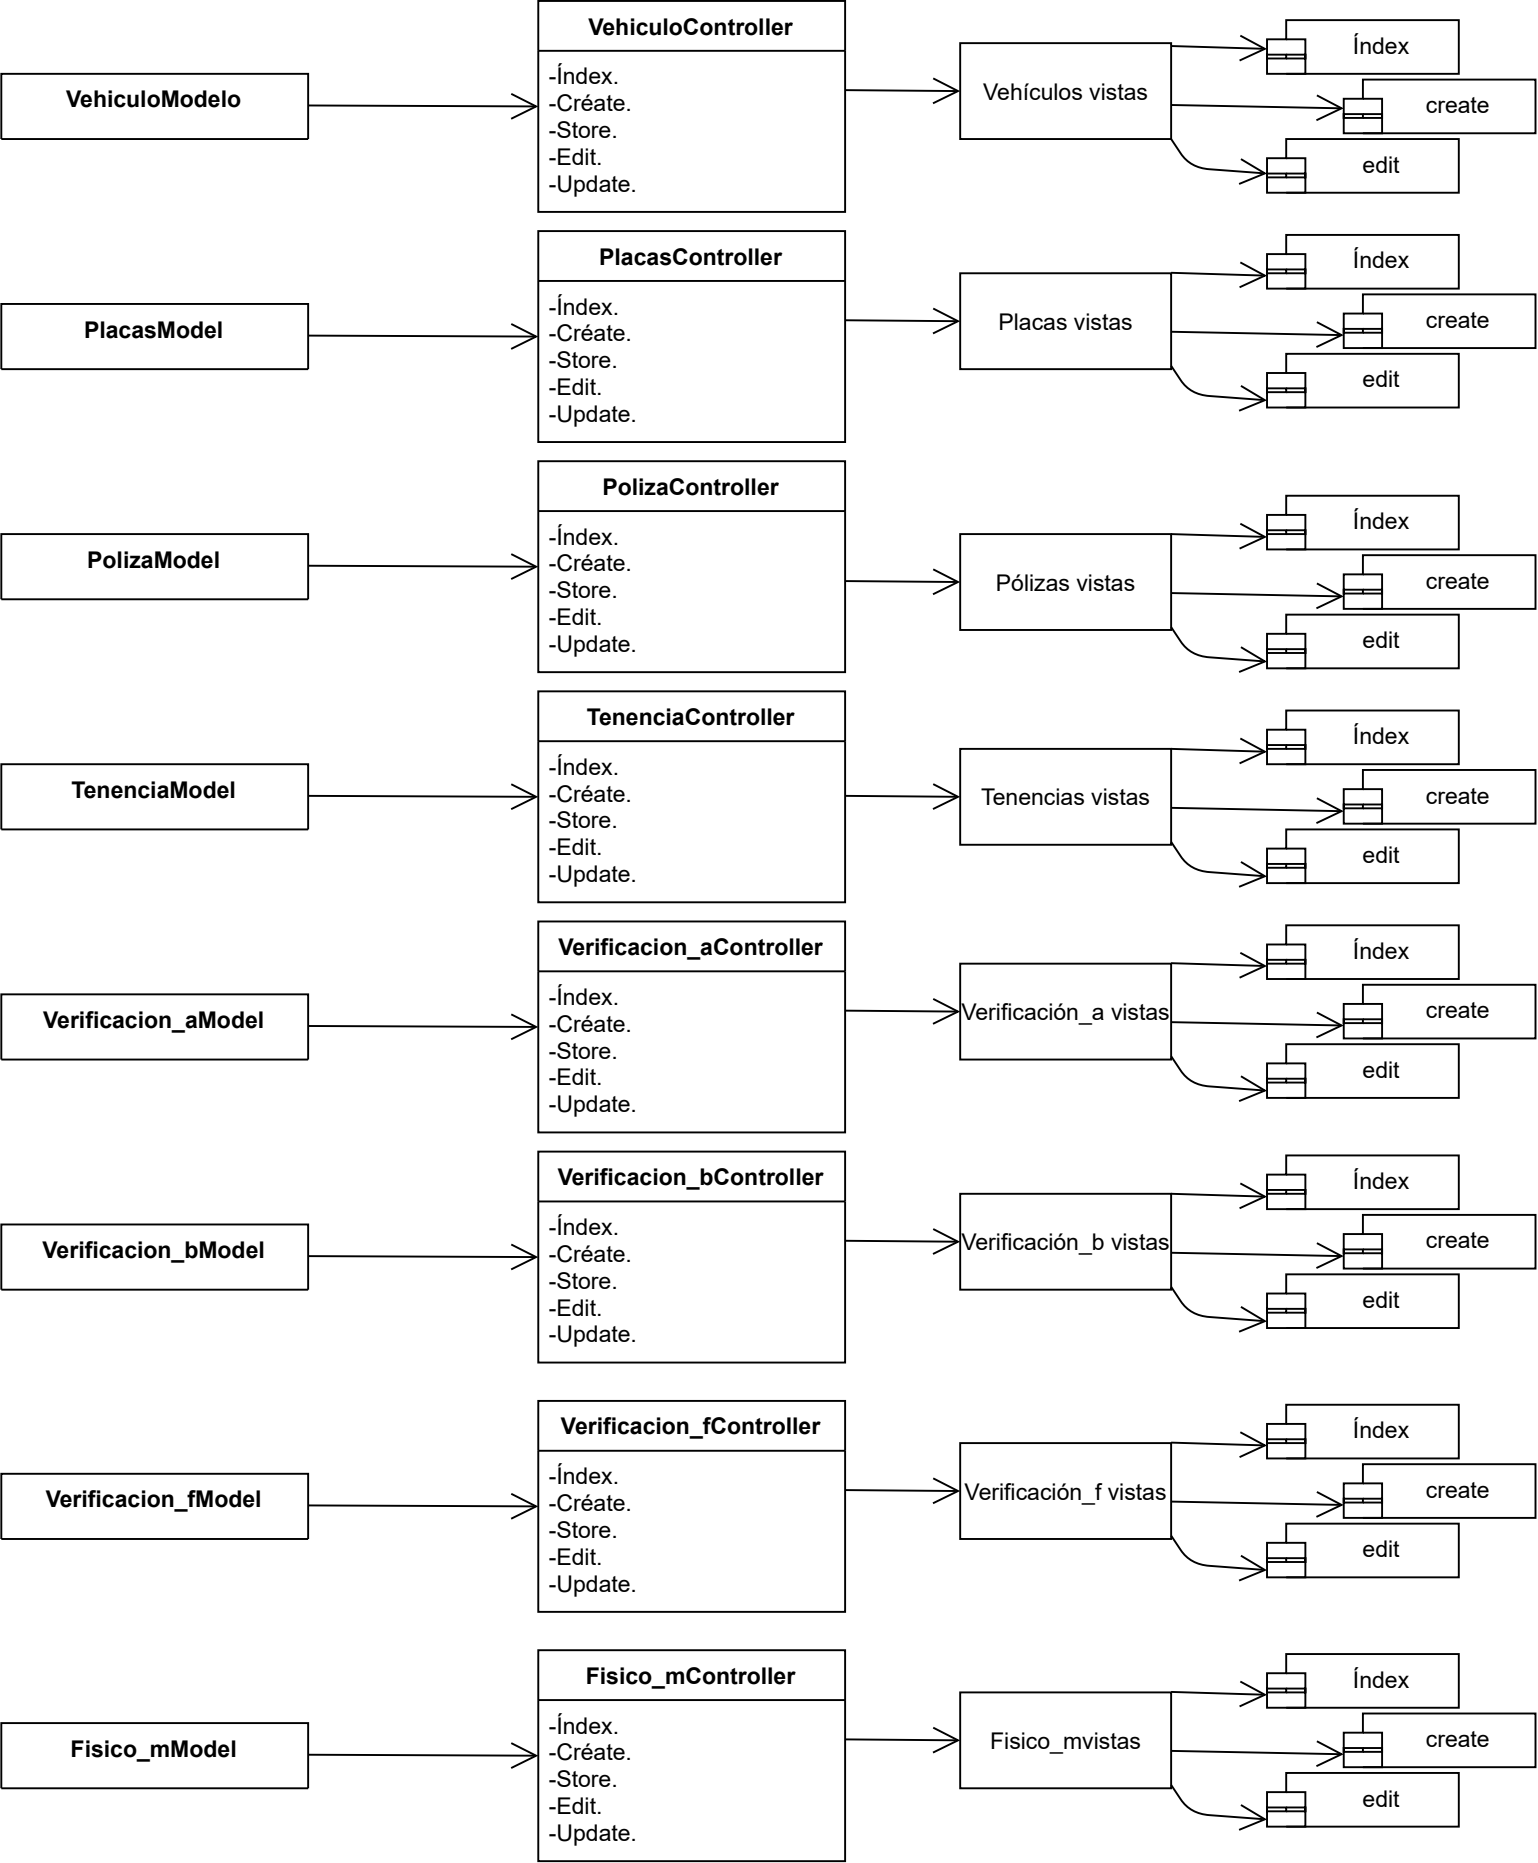 VehiculoModelo
VehiculoController
-Índex.
-Créate.
-Store.
-Edit.
-Update.
Vehículos vistas
Índex
create
edit
PlacasModel
PlacasController
-Índex.
-Créate.
-Store.
-Edit.
-Update.
Placas vistas
Índex
create
edit
PolizaModel
PolizaController
-Índex.
-Créate.
-Store.
-Edit.
-Update.
Pólizas vistas
Índex
create
edit
TenenciaModel
TenenciaController
-Índex.
-Créate.
-Store.
-Edit.
-Update.
Tenencias vistas
Índex
create
edit
Verificacion_aModel
Verificacion_aController
-Índex.
-Créate.
-Store.
-Edit.
-Update.
Verificación_a vistas
Índex
create
edit
Verificacion_bModel
Verificacion_bController
-Índex.
-Créate.
-Store.
-Edit.
-Update.
Verificación_b vistas
Índex
create
edit
Verificacion_fModel
Verificacion_fController
-Índex.
-Créate.
-Store.
-Edit.
-Update.
Verificación_f vistas
Índex
create
edit
Fisico_mModel
Fisico_mController
-Índex.
-Créate.
-Store.
-Edit.
-Update.
Fisico_mvistas
Índex
create
edit